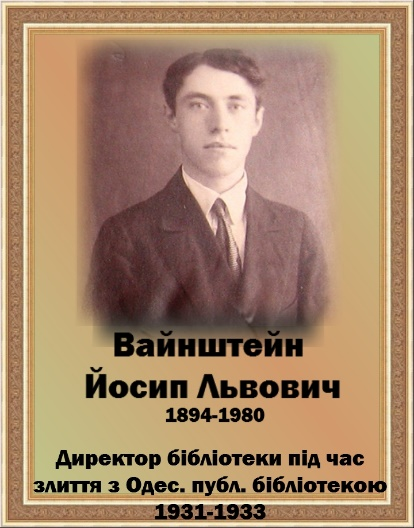 Вайнштейн
Йосип Львович
1894-1980
Директор бібліотеки під час
злиття з Одес. публ. бібліотекою
1931-1933